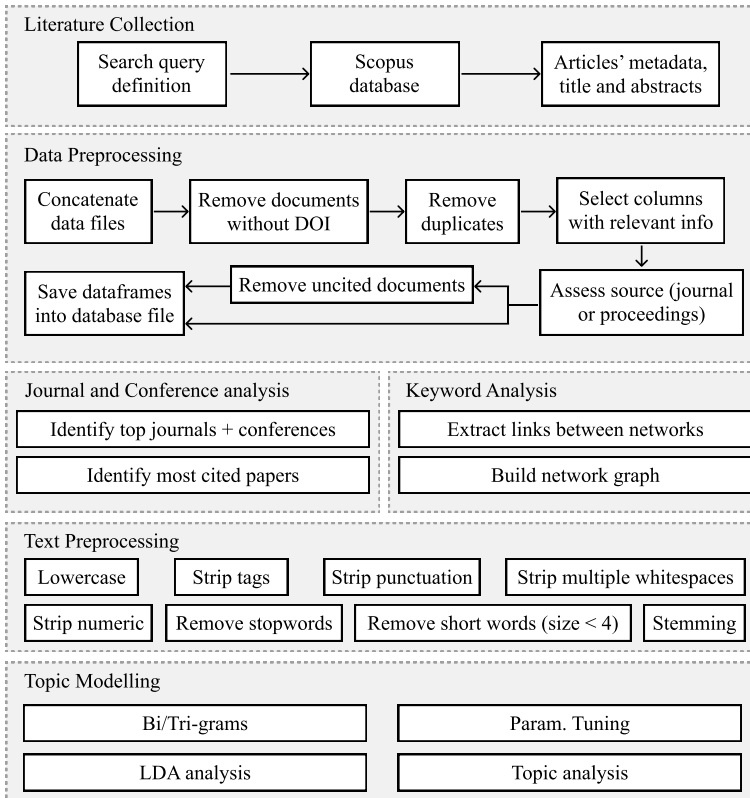 Literature Collection
Search query
definition
Scopus
database
Articles' metadata,
title and abstracts
Data Preprocessing
Concatenate
data files
Remove documents
without DOI
Remove
duplicates
Select columns
with relevant info
Save dataframes
into database file
Remove uncited documents
Assess source (journal
or proceedings)
Journal and Conference analysis
Identify top journals + conferences
Identify most cited papers
Keyword Analysis
Extract links between networks
Build network graph
Text Preprocessing
Lowercase
Strip tags
Strip punctuation
Strip multiple whitespaces
Strip numeric
Remove stopwords
Remove short words (size < 4)
Stemming
Topic Modelling
Bi/Tri-grams
Param. Tuning
LDA analysis
Topic analysis